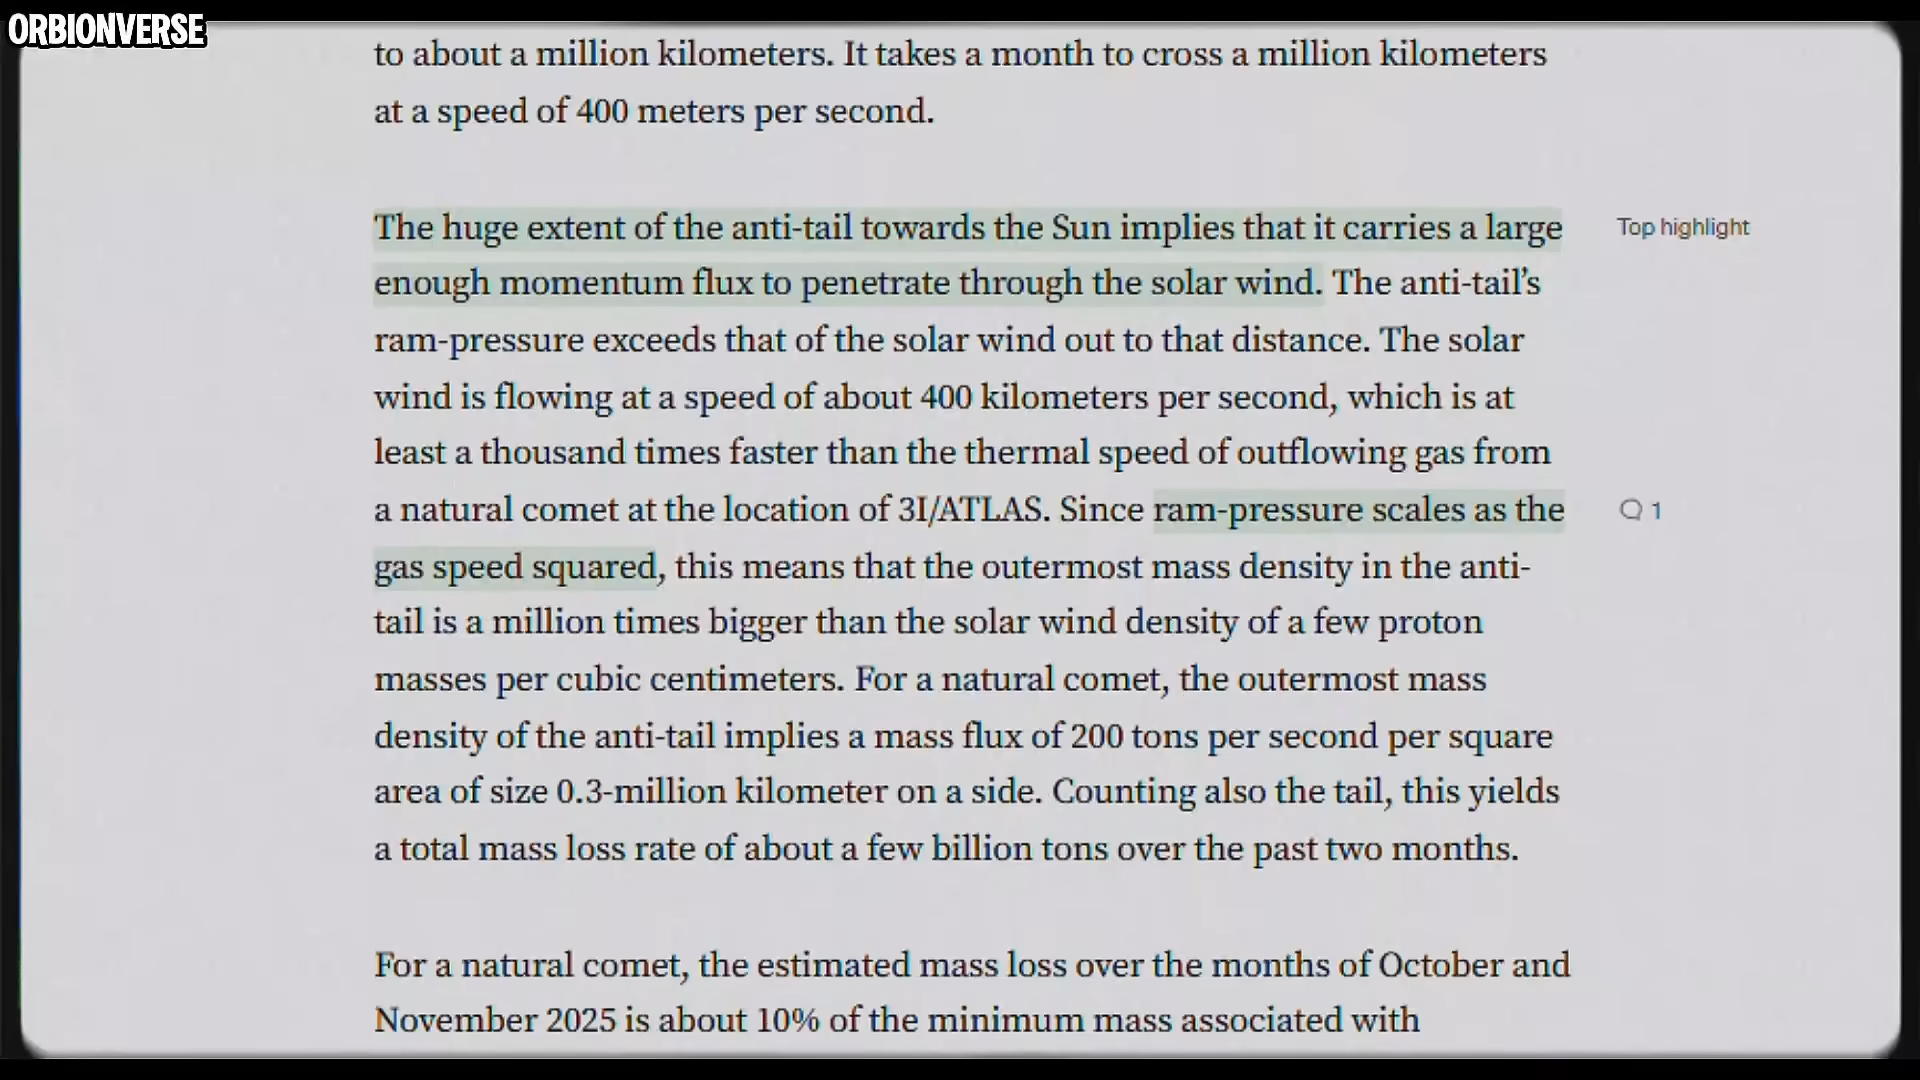 ORBIONVERSE
to about a million kilometers. It takes a month to cross a million kilometers
at a speed of 400 meters per second.
The huge extent of the anti-tail towards the Sun implies that it carries a large
Top highlight
enough momentum flux to penetrate through the solar wind. The anti-tail’s
ram-pressure exceeds that of the solar wind out to that distance. The solar
wind is flowing at a speed of about 400 kilometers per second, which is at
least a thousand times faster than the thermal speed of outflowing gas from
a natural comet at the location of 3I/ATLAS. Since ram-pressure scales as the
1
gas speed squared, this means that the outermost mass density in the anti-
tail is a million times bigger than the solar wind density of a few proton
masses per cubic centimeters. For a natural comet, the outermost mass
density of the anti-tail implies a mass flux of 200 tons per second per square
area of size 0.3-million kilometer on a side. Counting also the tail, this yields
a total mass loss rate of about a few billion tons over the past two months.
For a natural comet, the estimated mass loss over the months of October and
November 2025 is about 10% of the minimum mass associated with